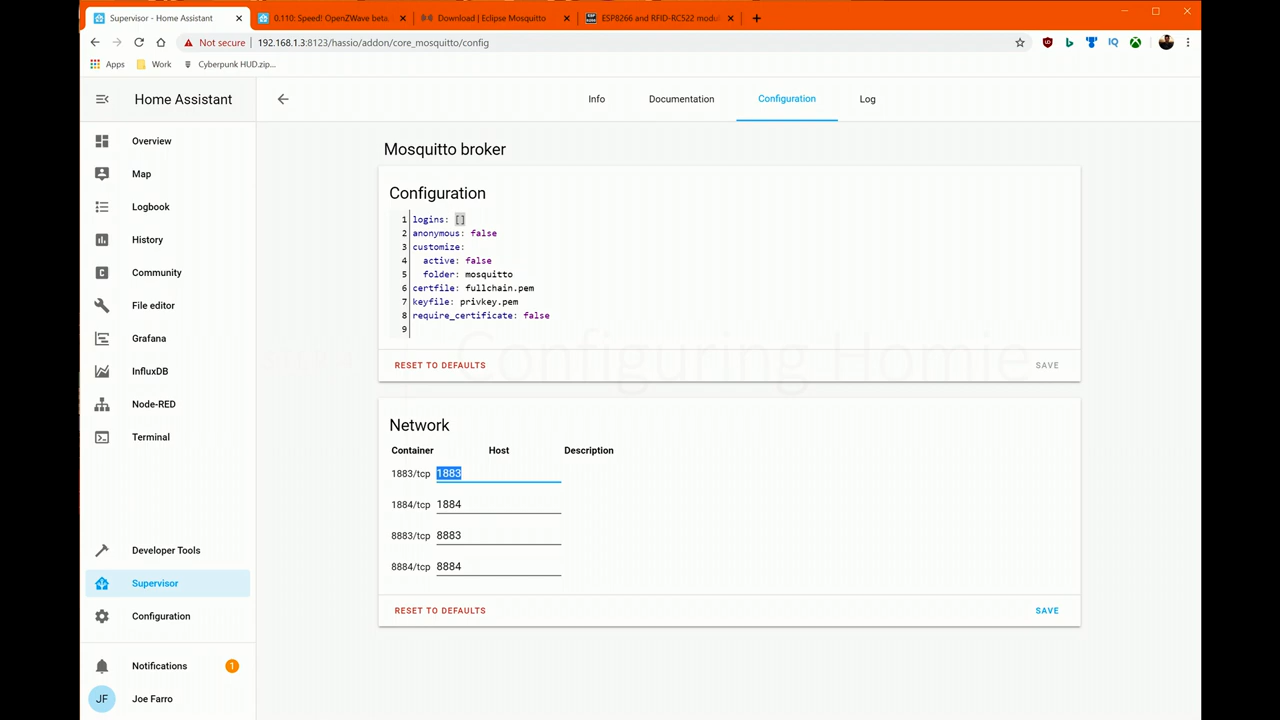 Supervisor - Home Assistant
0.110: Speed! OpenZWave beta.
Download | Eclipse Mosquitto
ESP8266 and RFID-RC522 modul
Not secure
192.168.1.3:8123/hassio/addon/core_mosquitto/config
IQ
Apps
Work
Cyberpunk HUD.zip...
Home Assistant
Info
Documentation
Configuration
Log
Overview
Map
Logbook
History
Community
File editor
Grafana
InfluxDB
Node-RED
Terminal
Developer Tools
Supervisor
Configuration
Notifications
1
JF
Joe Farro
Mosquitto broker
Configuration
1 logins: []
2 anonymous: false
3 customize:
4 active: false
5 folder: mosquitto
6 certfile: fullchain.pem
7 keyfile: privkey.pem
8 require_certificate: false
9
Configuring Homie
RESET TO DEFAULTS
SAVE
Network
Container Host Description
1883/tcp 1883
1884/tcp 1884
8883/tcp 8883
8884/tcp 8884
RESET TO DEFAULTS
SAVE